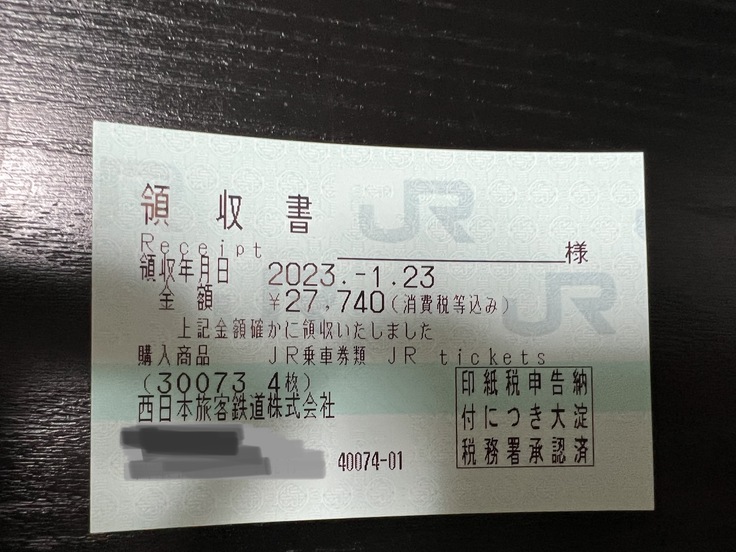 領収書
Receipt 様
領収年月日 2023.-1.23
金額 ¥27,740(消費税等込み)
上記金額確かに領収いたしました
購入商品 JR乗車券類 JR tickets
(30073 4枚)
西日本旅客鉄道株式会社
40074-01
印紙税申告納
付につき大淀
税務署承認済
JR
JR